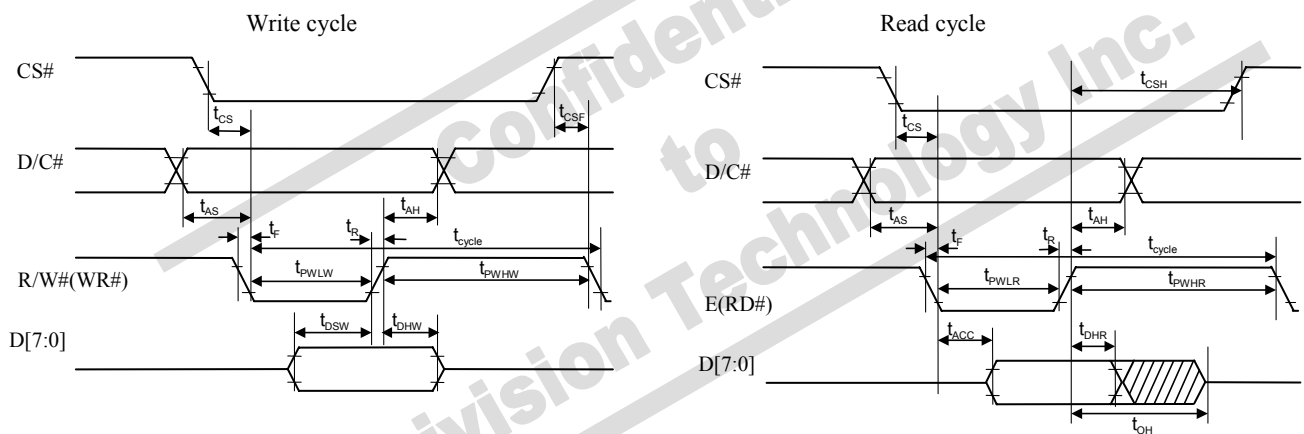 Write cycle
CS#
tCS
tCSF
D/C#
tAS
tAH
tF
tR
tcycle
R/W#(WR#)
tPWLW
tPWHW
tDSW
tDHW
D[7:0]
Read cycle
CS#
tCSH
tCS
D/C#
tAS
tAH
tF
tR
tcycle
E(RD#)
tPWLR
tPWHR
tACC
tDHR
D[7:0]
tOH
to
Technology Inc.